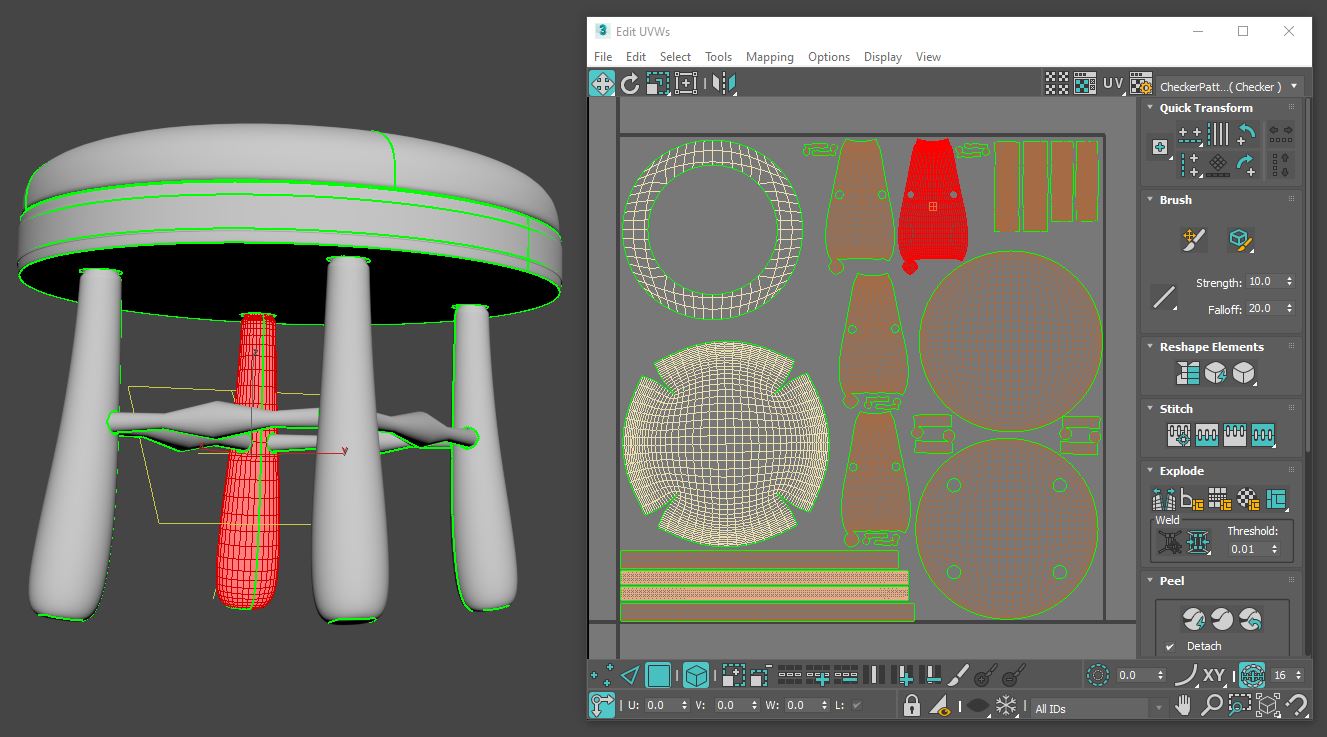 3 Edit UVWs
File Edit Select Tools Mapping Options Display View
UV CheckerPatt...( Checker )
Quick Transform
Brush
Strength: 10.0
Falloff: 20.0
Reshape Elements
Stitch
Explode
Weld
Threshold:
0.01
Peel
Detach
0.0 XY 16
U: 0.0 V: 0.0 W: 0.0 L: All IDs
y